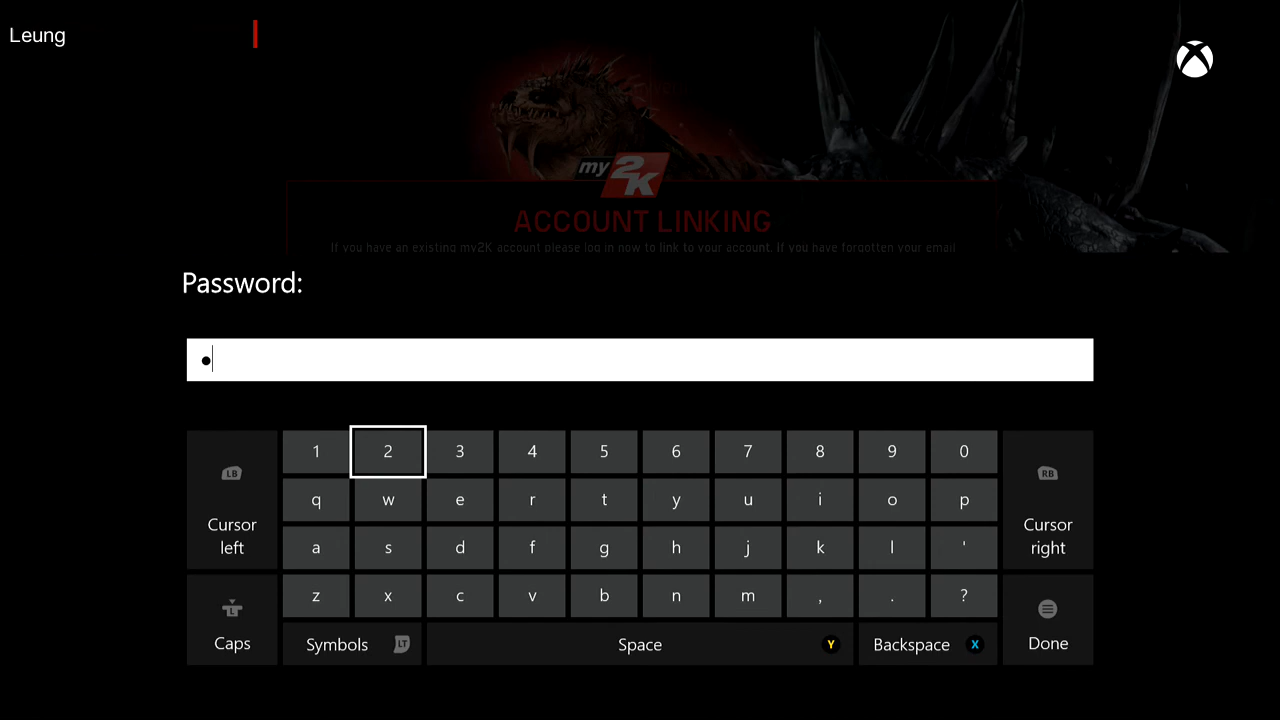 Leung
my 2K
ACCOUNT LINKING
If you have an existing my2K account please log in now to link to your account. If you have forgotten your email
Password:
1 2 3 4 5 6 7 8 9 0
LB RB
q w e r t y u i o p
Cursor left
Cursor right
a s d f g h j k l '
z x c v b n m , . ?
L
Caps
Symbols LT
Space Y
Backspace X
Done